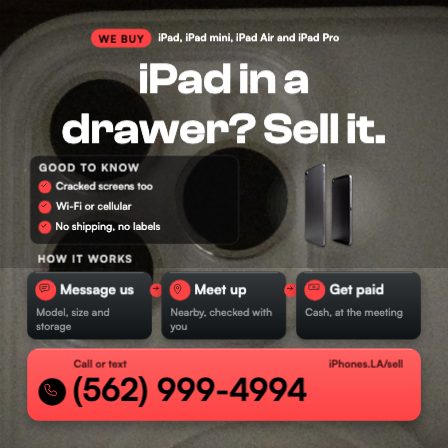 WE BUY iPad, iPad mini, iPad Air and iPad Pro
iPad in a
drawer? Sell it.
GOOD TO KNOW
Cracked screens too
Wi-Fi or cellular
No shipping, no labels
HOW IT WORKS
Message us
Model, size and
storage
Meet up
Nearby, checked with
you
Get paid
Cash, at the meeting
Call or text
iPhones.LA/sell
(562) 999-4994